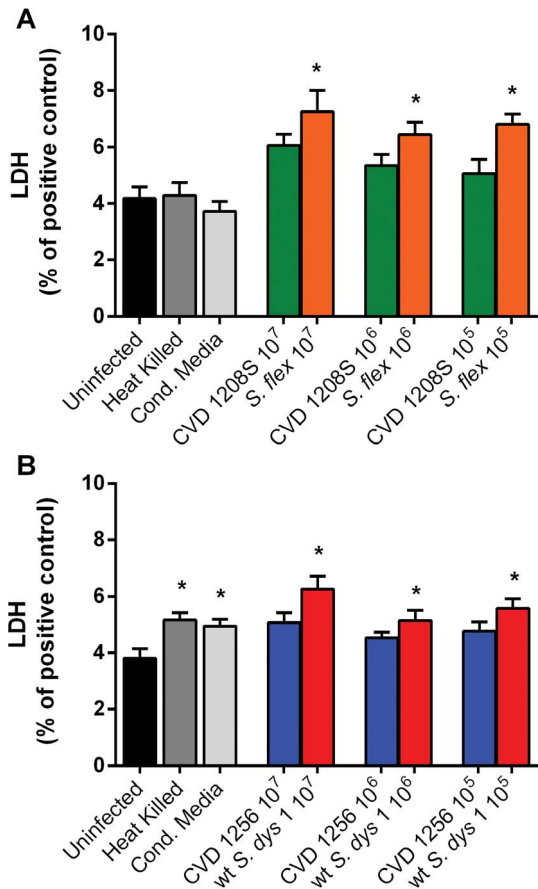 A
LDH
(% of positive control)
10
8
6
4
2
0
*
*
*
Uninfected
Heat Killed
Cond. Media
CVD 1208S 10⁷
S. flex 10⁷
CVD 1208S 10⁶
S. flex 10⁶
CVD 1208S 10⁵
S. flex 10⁵
B
LDH
(% of positive control)
10
8
6
4
2
0
*
*
*
*
*
Uninfected
Heat Killed
Cond. Media
CVD 1256 10⁷
wt S. dys 1 10⁷
CVD 1256 10⁶
wt S. dys 1 10⁶
CVD 1256 10⁵
wt S. dys 1 10⁵